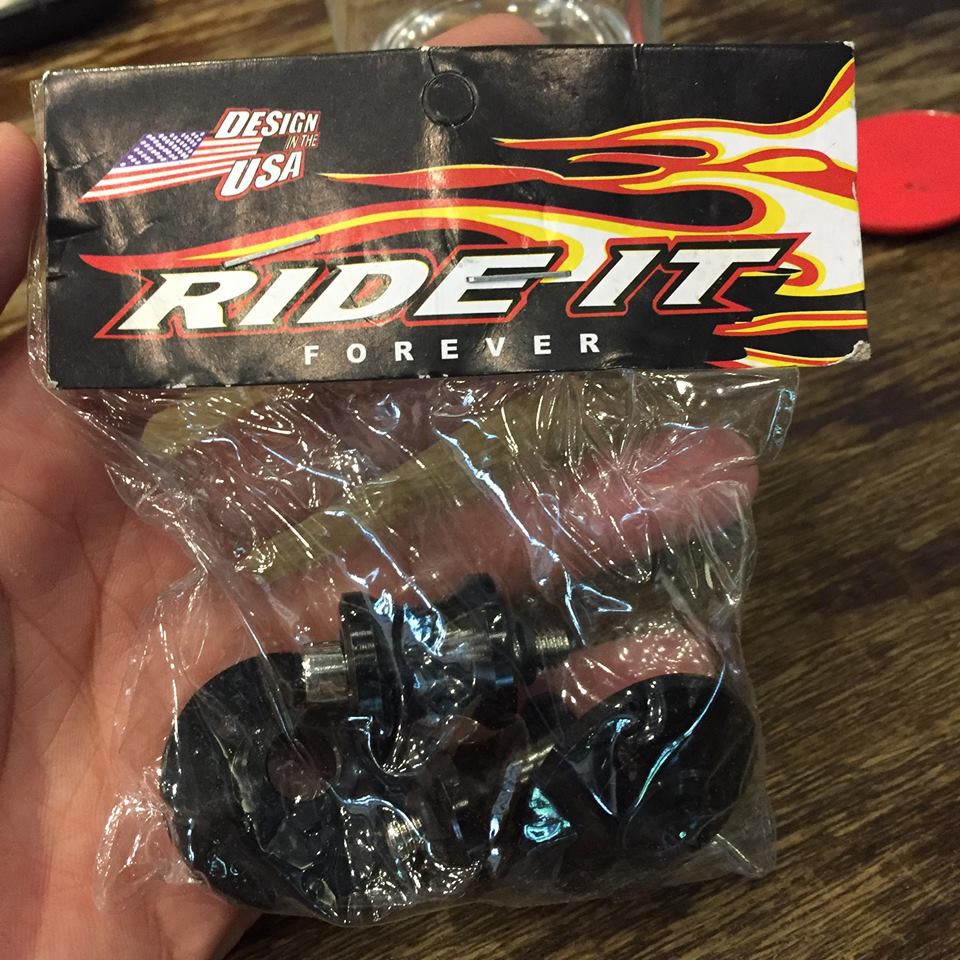 DESIGN
IN THE
USA
RIDE IT
FOREVER